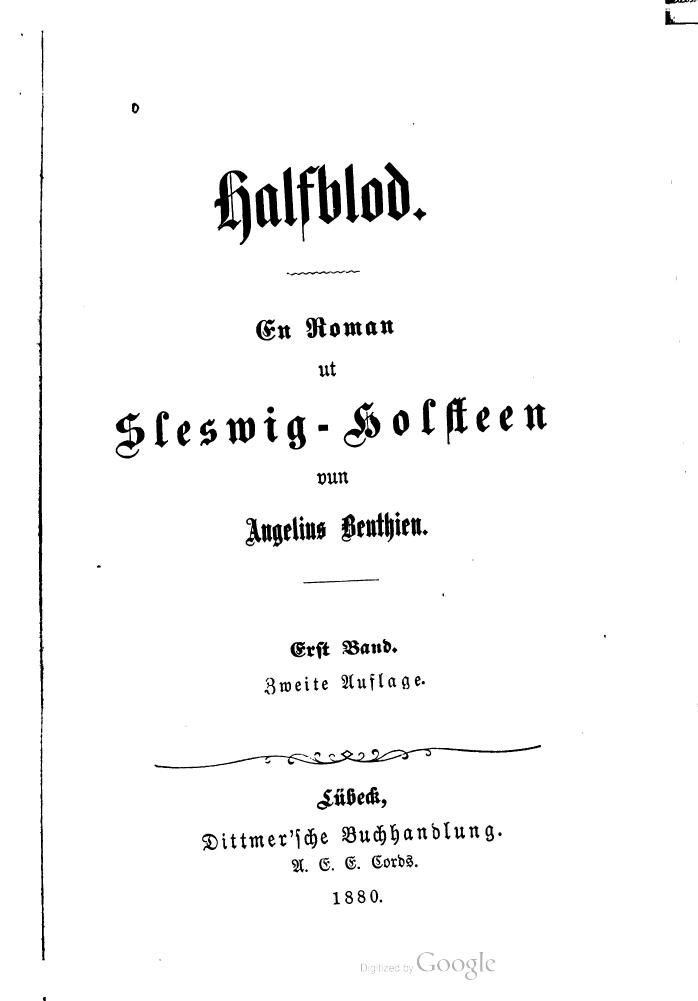 Halfblod.
En Roman
ut
Sleswig-Holsteen
vun
Angelius Beuthien.
Erst Band.
Zweite Auflage.
Lübeck,
Dittmer'sche Buchhandlung.
A. E. E. Cords.
1880.
Digitized by Google